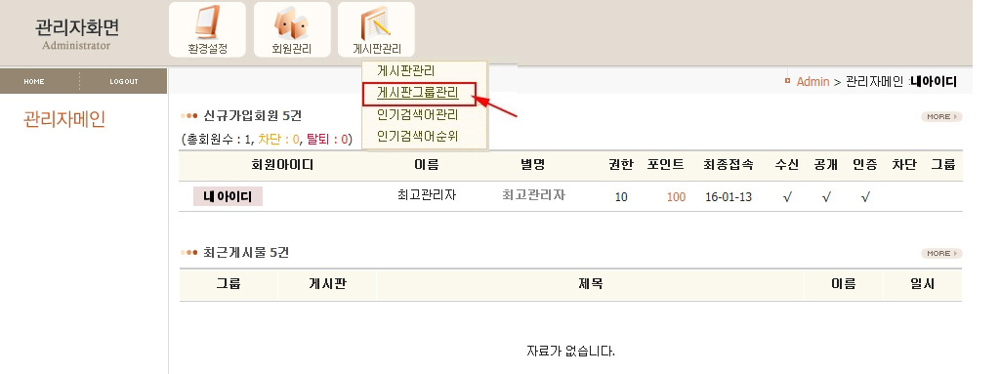 관리자화면
Administrator
환경설정
회원관리
게시판관리
게시판관리
게시판그룹관리
인기검색어관리
인기검색어순위
HOME
LOGOUT
Admin > 관리자메인 내아이디
관리자메인
신규가입회원 5건
MORE
(총회원수 : 1, 차단 : 0, 탈퇴 : 0)
회원아이디 이름 별명 권한 포인트 최종접속 수신 공개 인증 차단 그룹
내 아이디 최고관리자 최고관리자 10 100 16-01-13 √ √ √
최근게시물 5건
MORE
그룹 게시판 제목 이름 일시
자료가 없습니다.